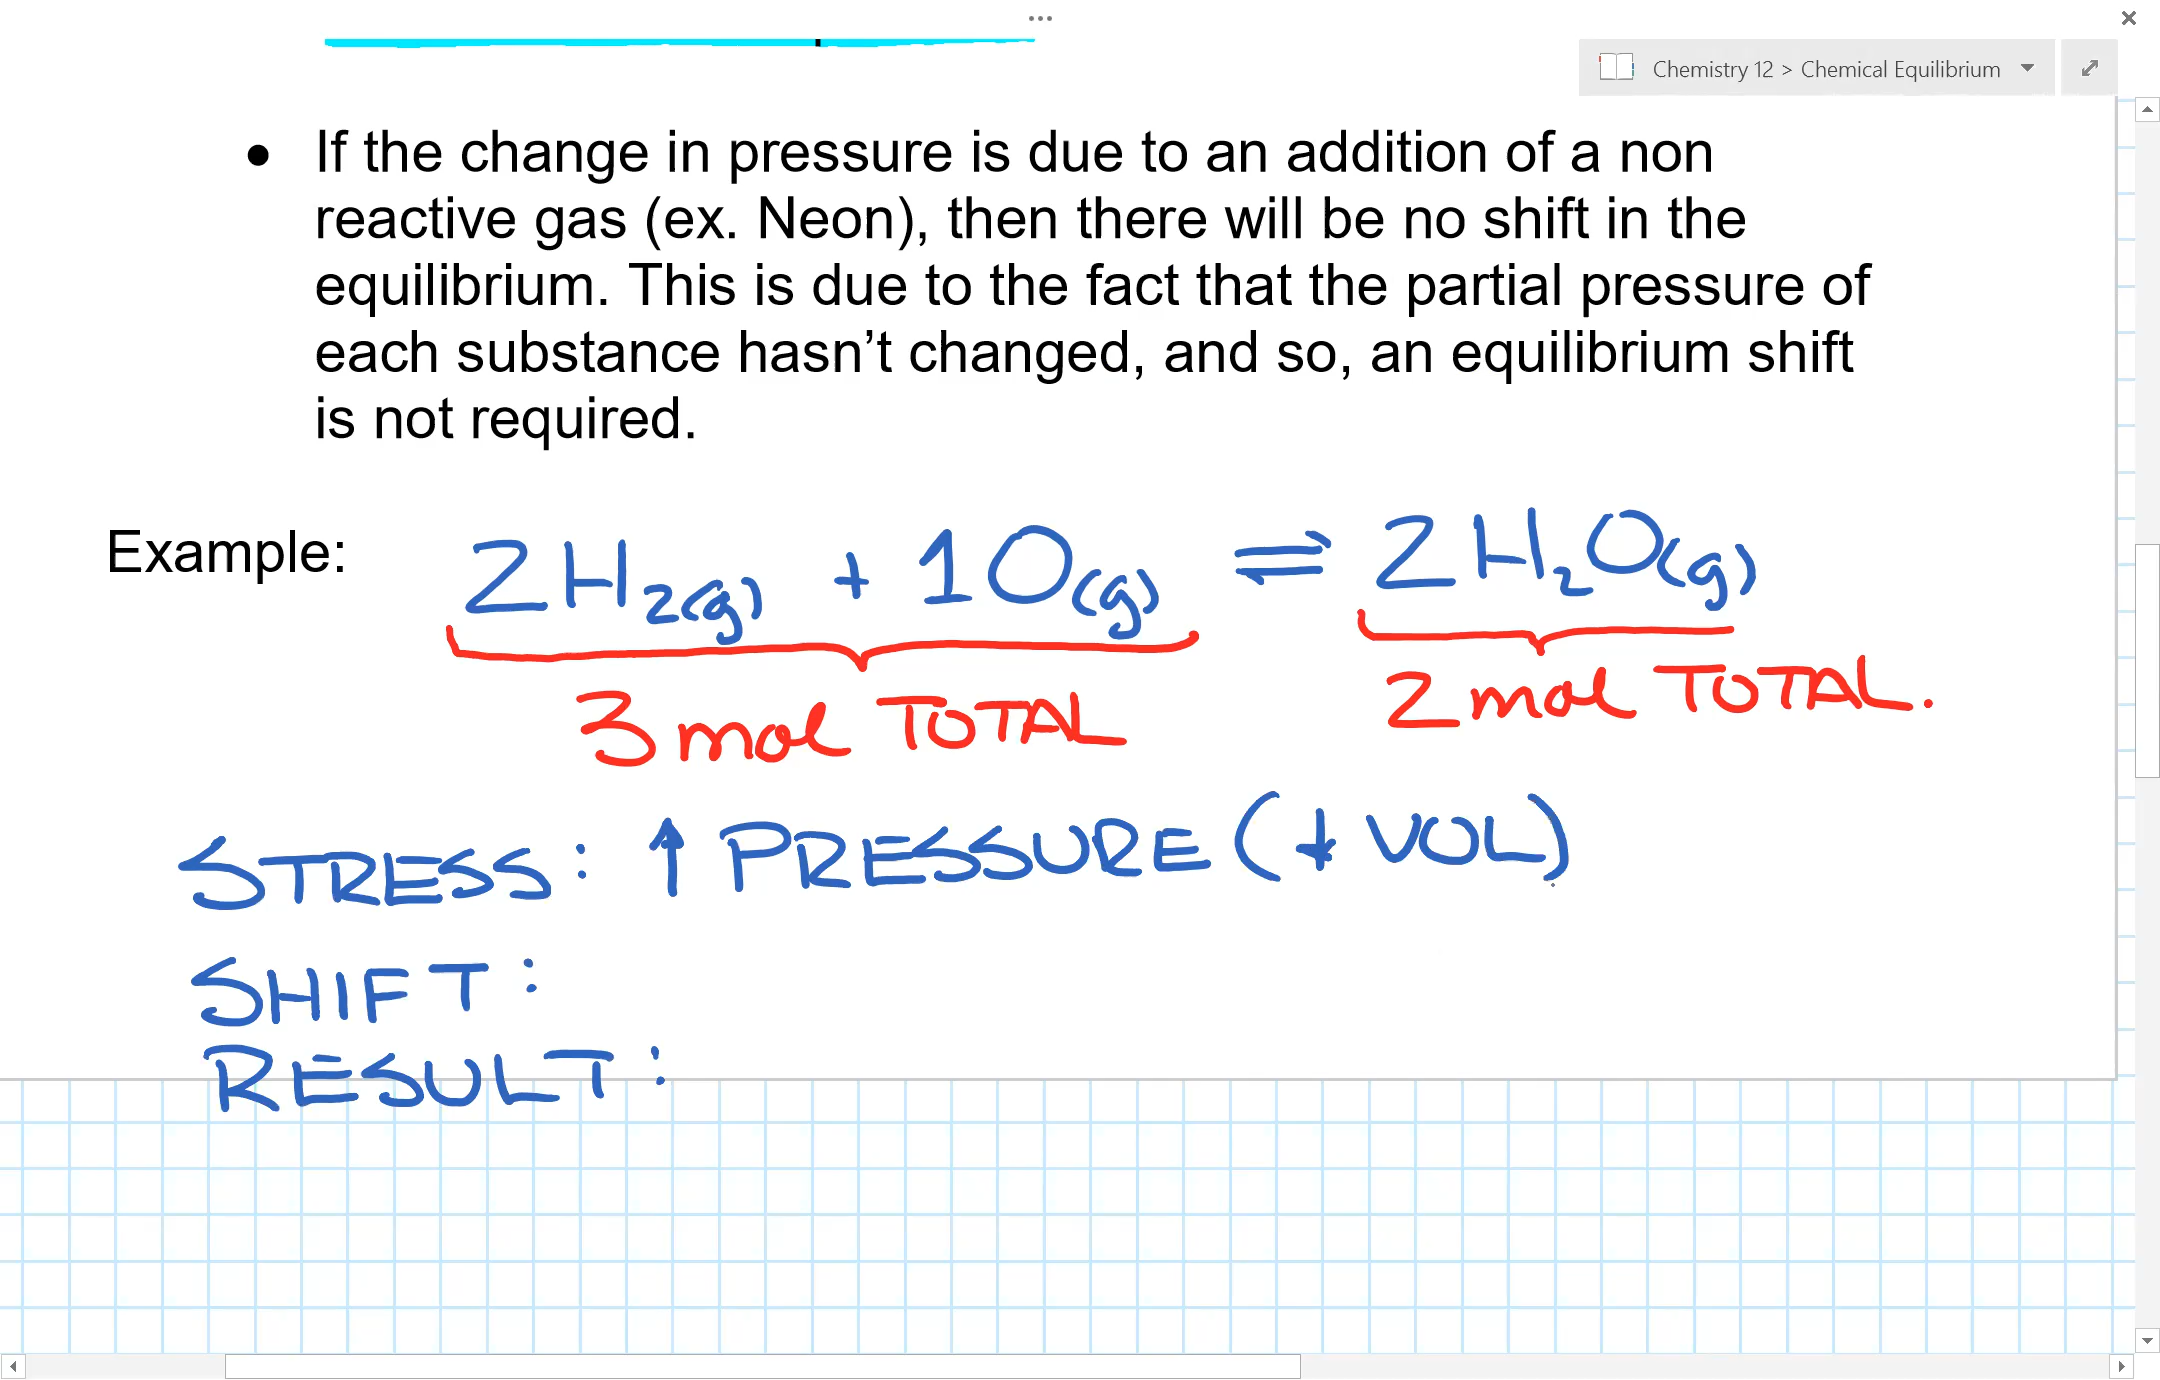 Chemistry 12 > Chemical Equilibrium
● If the change in pressure is due to an addition of a non
reactive gas (ex. Neon), then there will be no shift in the
equilibrium. This is due to the fact that the partial pressure of
each substance hasn’t changed, and so, an equilibrium shift
is not required.
Example: 2H₂(g) + 1O(g) ⇌ 2H₂O(g)
3 mol TOTAL 2 mol TOTAL.
STRESS: ↑ PRESSURE (↓ VOL)
SHIFT:
RESULT: